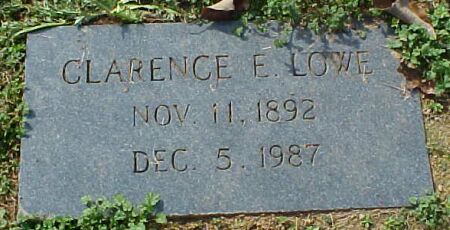 CLARENCE E. LOWE
NOV. 11, 1892
DEC. 5. 1987